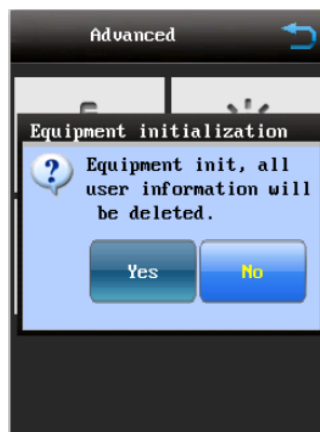 Advanced
Equipment initialization
Equipment init, all
user information will
be deleted.
Yes
No